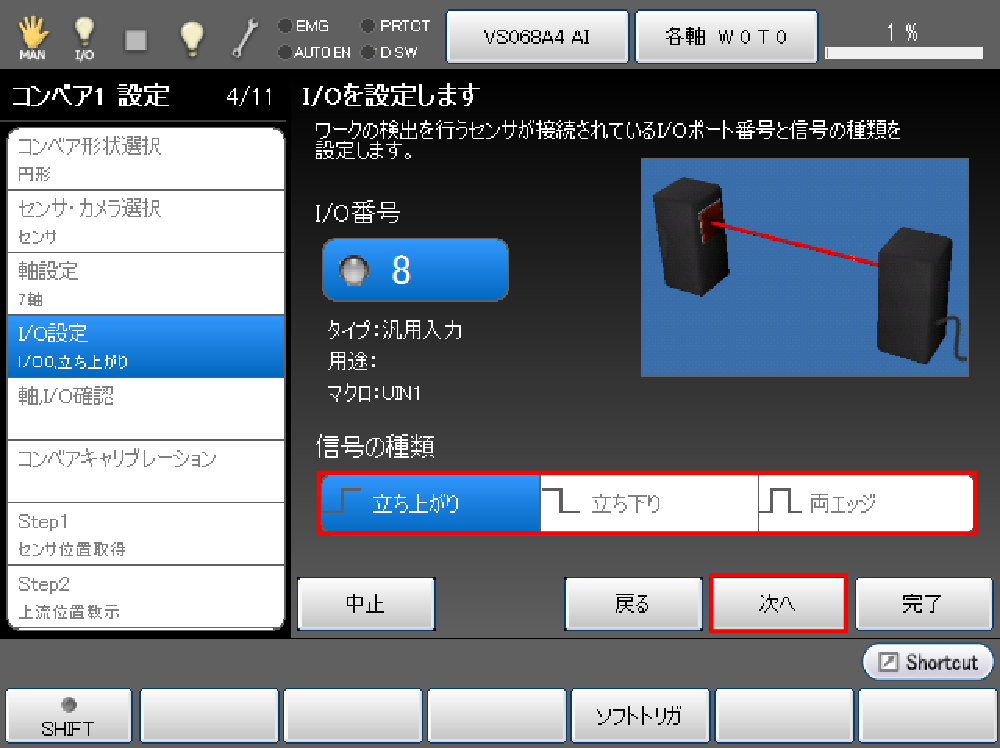 MAN
I/O
EMG
PRTCT
AUTO EN
D SW
VS068A4 A1
各軸 W0T0
1 %
コンベア1 設定 4/11
コンベア形状選択
円形
センサ・カメラ選択
センサ
軸設定
7軸
I/O設定
I/O0,立ち上がり
軸,I/O確認
コンベアキャリブレーション
Step1
センサ位置取得
Step2
上流位置教示
I/Oを設定します
ワークの検出を行うセンサが接続されているI/Oポート番号と信号の種類を
設定します。
I/O番号
8
タイプ:汎用入力
用途:
マクロ:UIN1
信号の種類
立ち上がり
立ち下り
両エッジ
中止
戻る
次へ
完了
Shortcut
SHIFT
ソフトトリガ